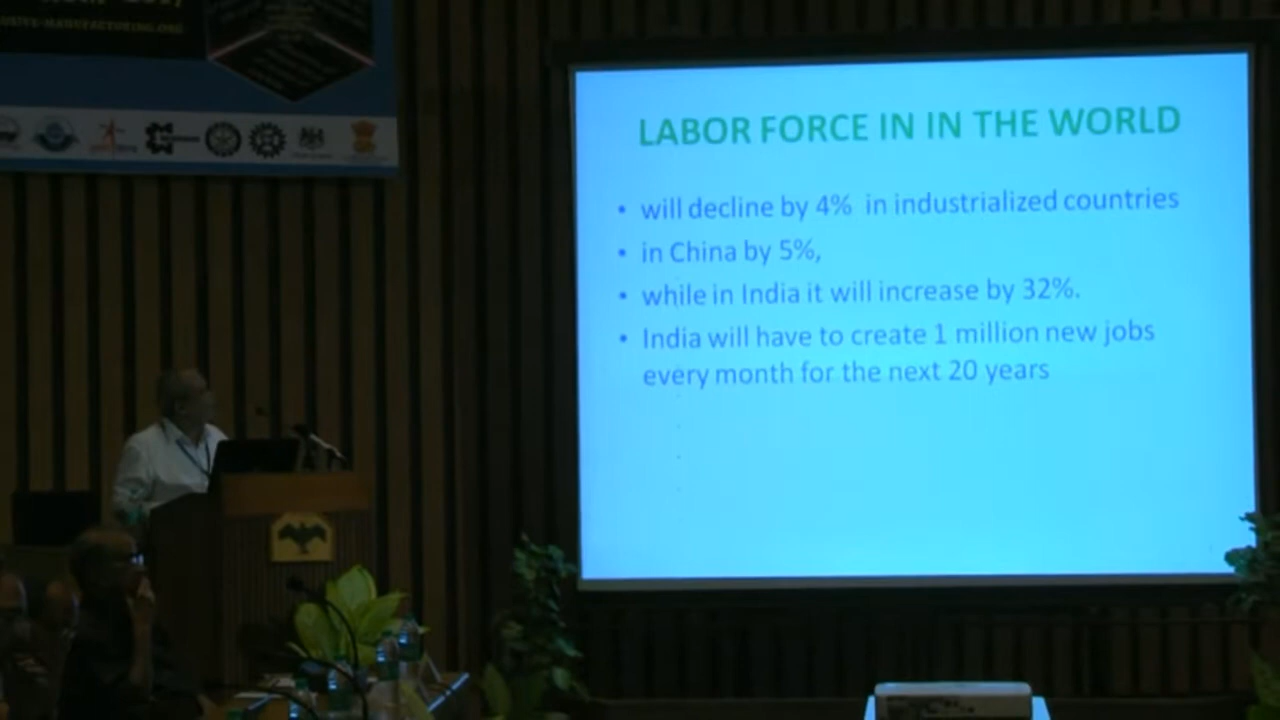 LABOR FORCE IN IN THE WORLD
• will decline by 4% in industrialized countries
• in China by 5%,
• while in India it will increase by 32%.
• India will have to create 1 million new jobs
every month for the next 20 years